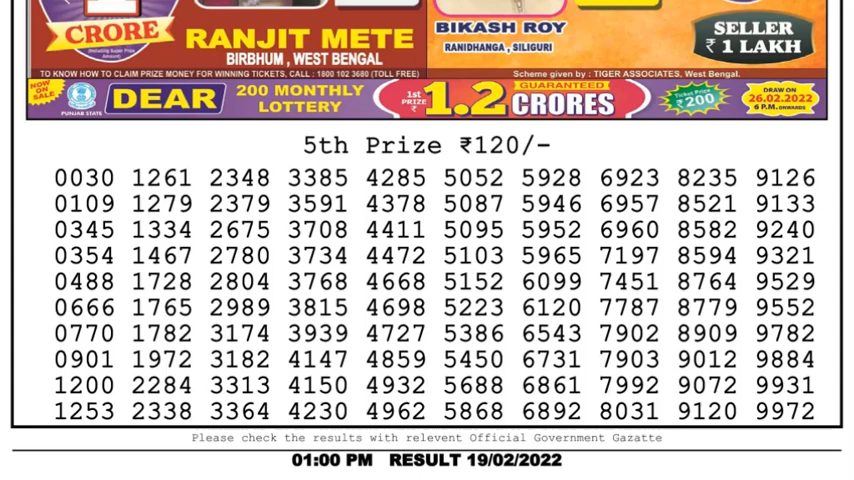 CRORE
(Including Super Prize Amount)
RANJIT METE
BIRBHUM, WEST BENGAL
BIKASH ROY
RANIDHANGA, SILIGURI
SELLER
₹ 1 LAKH
TO KNOW HOW TO CLAIM PRIZE MONEY FOR WINNING TICKETS, CALL : 1800 102 3680 (TOLL FREE)
Scheme given by : TIGER ASSOCIATES, West Bengal.
NOW ON SALE
PUNJAB STATE
DEAR
200 MONTHLY
LOTTERY
1st
PRIZE
₹
1.2
GUARANTEED
CRORES
Ticket Price
₹200
DRAW ON
26.02.2022
6 P.M. ONWARDS
5th Prize ₹120/-
0030 1261 2348 3385 4285 5052 5928 6923 8235 9126
0109 1279 2379 3591 4378 5087 5946 6957 8521 9133
0345 1334 2675 3708 4411 5095 5952 6960 8582 9240
0354 1467 2780 3734 4472 5103 5965 7197 8594 9321
0488 1728 2804 3768 4668 5152 6099 7451 8764 9529
0666 1765 2989 3815 4698 5223 6120 7787 8779 9552
0770 1782 3174 3939 4727 5386 6543 7902 8909 9782
0901 1972 3182 4147 4859 5450 6731 7903 9012 9884
1200 2284 3313 4150 4932 5688 6861 7992 9072 9931
1253 2338 3364 4230 4962 5868 6892 8031 9120 9972
Please check the results with relevent Official Government Gazatte
01:00 PM RESULT 19/02/2022